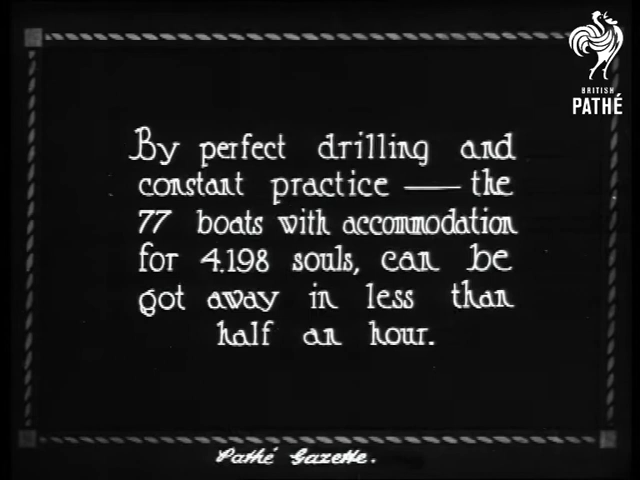 BRITISH
PATHÉ
By perfect drilling and
constant practice — the
77 boats with accommodation
for 4.198 souls, can be
got away in less than
half an hour.
Pathé Gazette.